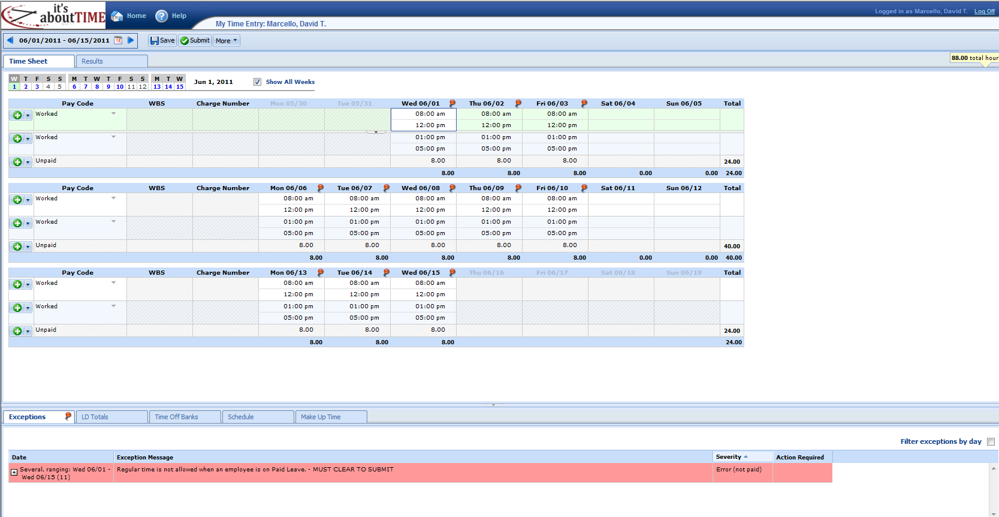 it's
aboutTIME
Home
Help
My Time Entry: Marcello, David T.
Logged in as Marcello, David T. Log Off
06/01/2011 - 06/15/2011
Save
Submit
More
Time Sheet
Results
88.00 total hour
W T F S S M T W T F S S M T W
1 2 3 4 5 6 7 8 9 10 11 12 13 14 15
Jun 1, 2011
Show All Weeks
Pay Code WBS Charge Number Mon 05/30 Tue 05/31 Wed 06/01 Thu 06/02 Fri 06/03 Sat 06/04 Sun 06/05 Total
Worked 08:00 am 08:00 am 08:00 am
12:00 pm 12:00 pm 12:00 pm
Worked 01:00 pm 01:00 pm 01:00 pm
05:00 pm 05:00 pm 05:00 pm
Unpaid 8.00 8.00 8.00 24.00
8.00 8.00 8.00 0.00 0.00 24.00
Pay Code WBS Charge Number Mon 06/06 Tue 06/07 Wed 06/08 Thu 06/09 Fri 06/10 Sat 06/11 Sun 06/12 Total
Worked 08:00 am 08:00 am 08:00 am 08:00 am 08:00 am
12:00 pm 12:00 pm 12:00 pm 12:00 pm 12:00 pm
Worked 01:00 pm 01:00 pm 01:00 pm 01:00 pm 01:00 pm
05:00 pm 05:00 pm 05:00 pm 05:00 pm 05:00 pm
Unpaid 8.00 8.00 8.00 8.00 8.00 40.00
8.00 8.00 8.00 8.00 8.00 0.00 0.00 40.00
Pay Code WBS Charge Number Mon 06/13 Tue 06/14 Wed 06/15 Thu 06/16 Fri 06/17 Sat 06/18 Sun 06/19 Total
Worked 08:00 am 08:00 am 08:00 am
12:00 pm 12:00 pm 12:00 pm
Worked 01:00 pm 01:00 pm 01:00 pm
05:00 pm 05:00 pm 05:00 pm
Unpaid 8.00 8.00 8.00 24.00
8.00 8.00 8.00 24.00
Exceptions
LD Totals
Time Off Banks
Schedule
Make Up Time
Filter exceptions by day
Date Exception Message Severity Action Required
Several, ranging: Wed 06/01 - Regular time is not allowed when an employee is on Paid Leave. - MUST CLEAR TO SUBMIT Error (not paid)
Wed 06/15 (11)